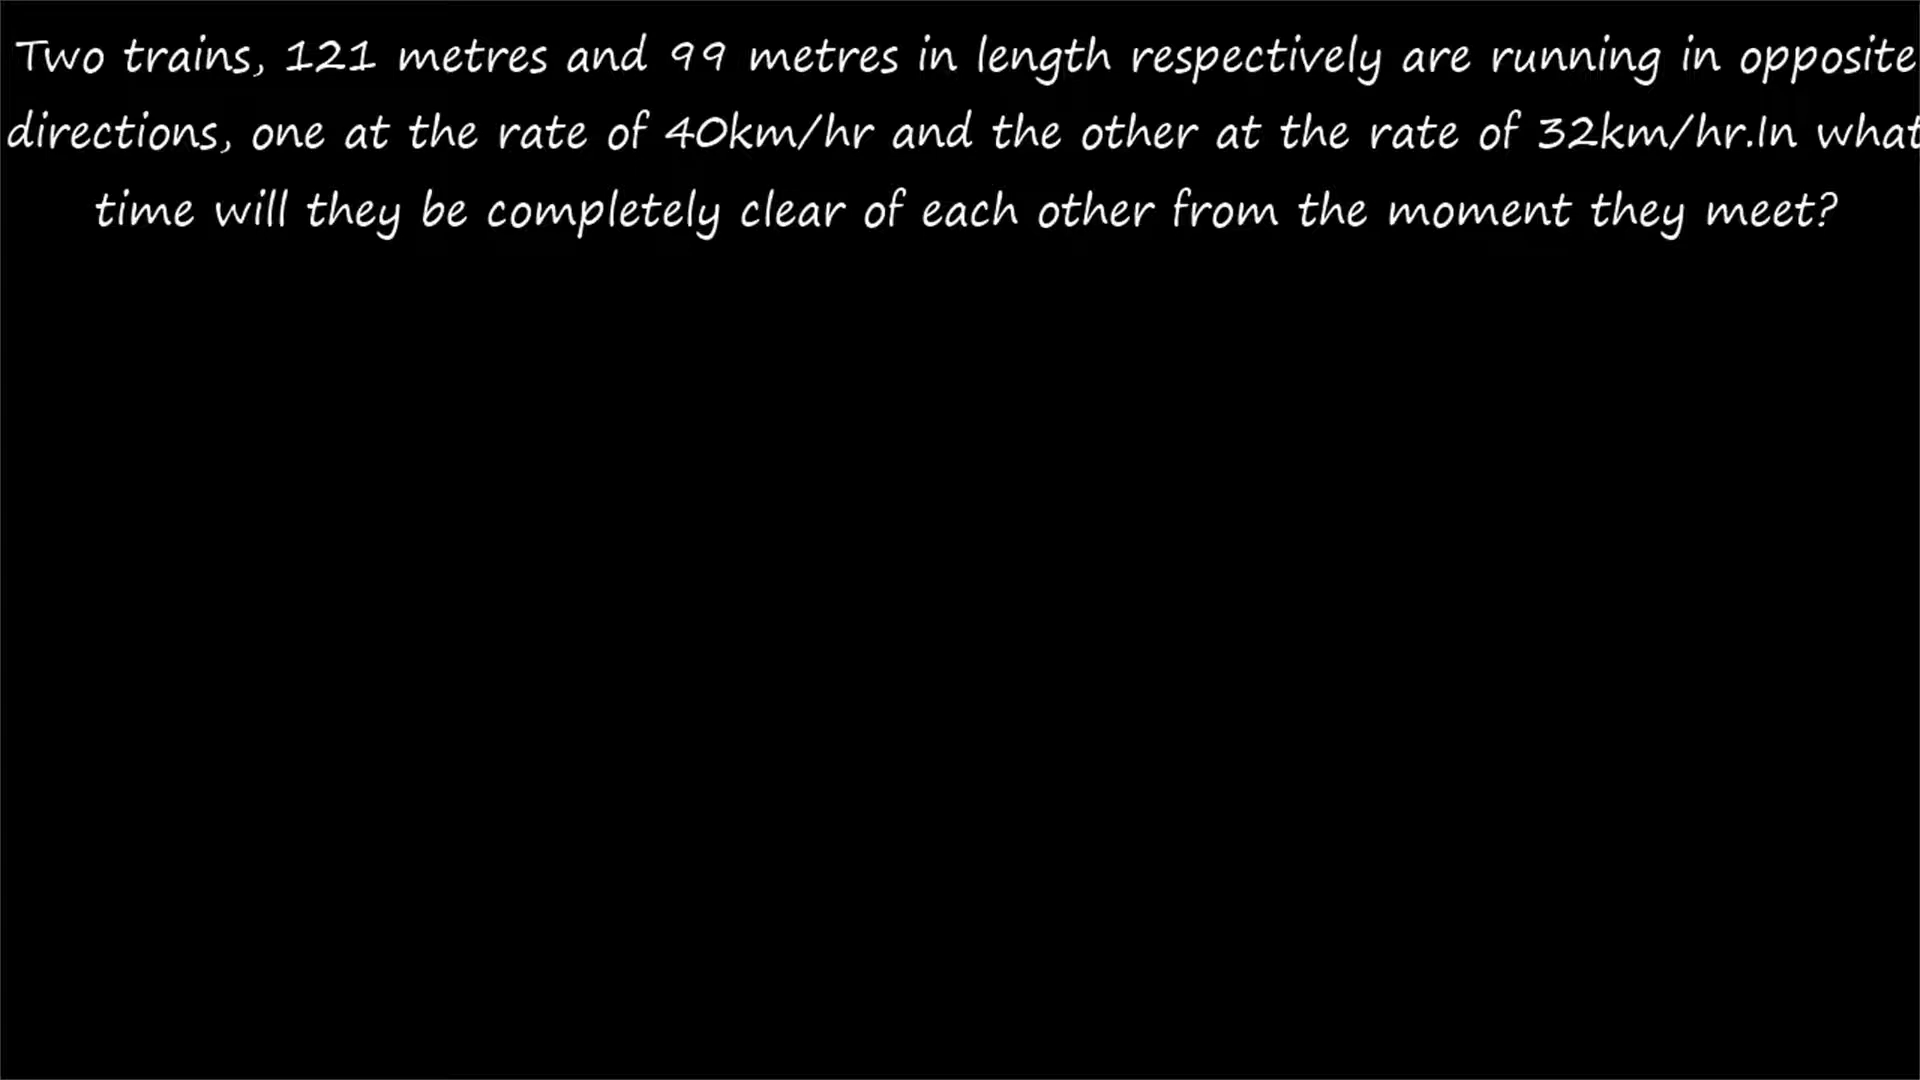 Two trains, 121 metres and 99 metres in length respectively are running in opposite
directions, one at the rate of 40km/hr and the other at the rate of 32km/hr.In what
time will they be completely clear of each other from the moment they meet?